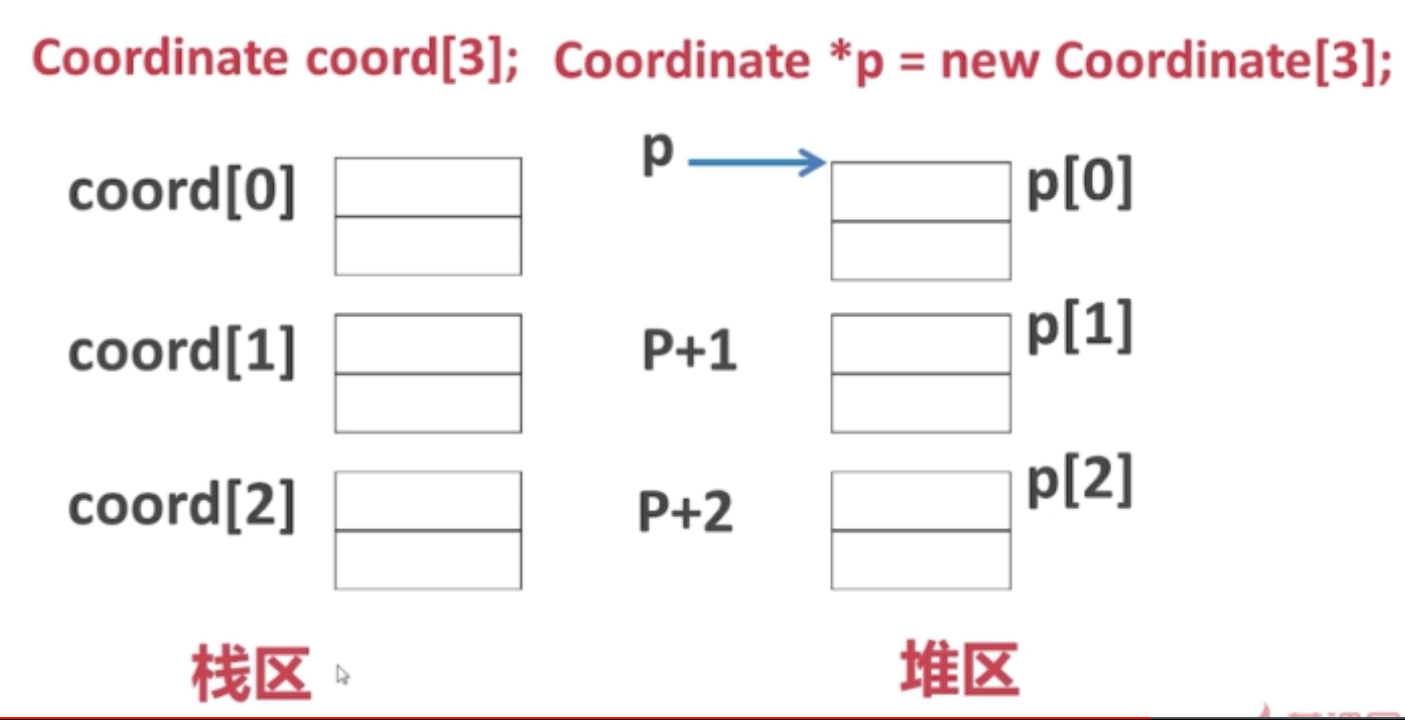 Coordinate coord[3]; Coordinate *p = new Coordinate[3];
coord[0] p p[0]
coord[1] P+1 p[1]
coord[2] P+2 p[2]
栈区 堆区